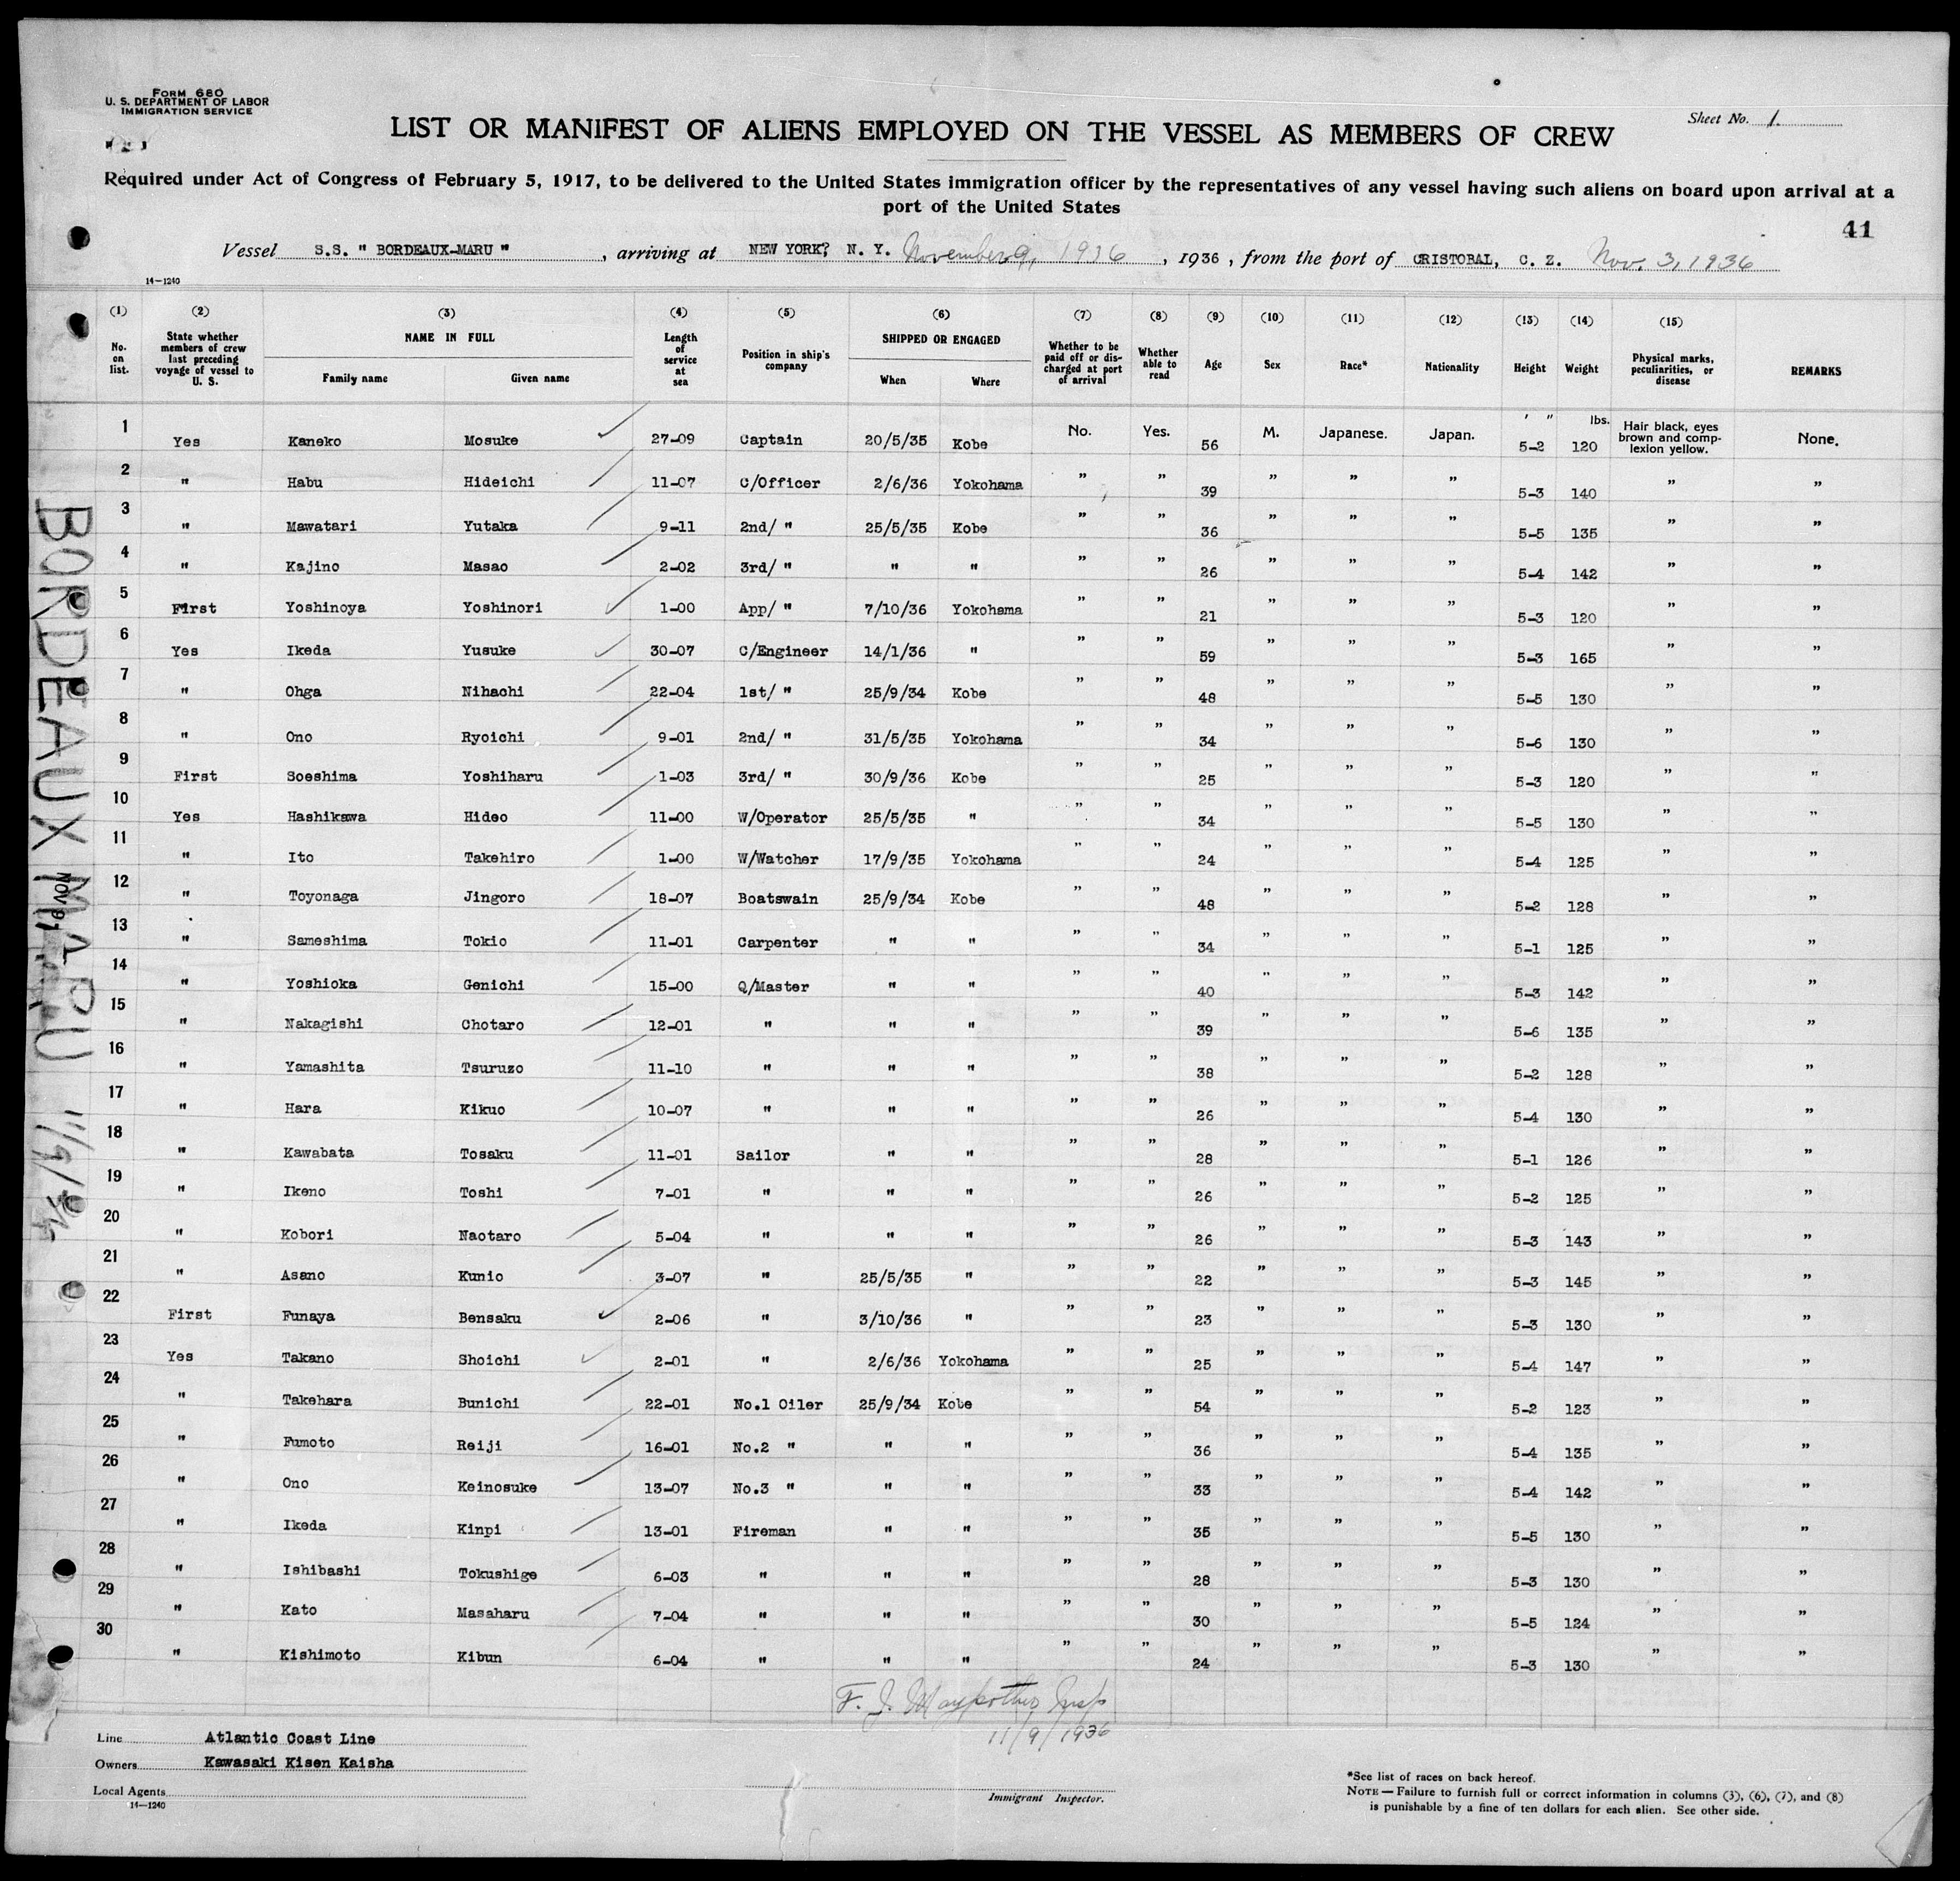 FORM 680
U. S. DEPARTMENT OF LABOR
IMMIGRATION SERVICE
Sheet No. 1.
LIST OR MANIFEST OF ALIENS EMPLOYED ON THE VESSEL AS MEMBERS OF CREW
Required under Act of Congress of February 5, 1917, to be delivered to the United States immigration officer by the representatives of any vessel having such aliens on board upon arrival at a
port of the United States
41
Vessel S.S. " BORDEAUX-MARU " , arriving at NEW YORK? N. Y. November 9, 1936 , 1936 , from the port of CRISTOBAL, C. Z. Nov. 3, 1936
14—1240
(1) (2) (3) (4) (5) (6) (7) (8) (9) (10) (11) (12) (13) (14) (15)
No. on list. State whether members of crew last preceding voyage of vessel to U. S. NAME IN FULL Family name Given name Length of service at sea Position in ship's company SHIPPED OR ENGAGED When Where Whether to be paid off or discharged at port of arrival Whether able to read Age Sex Race* Nationality Height Weight Physical marks, peculiarities, or disease REMARKS
1 Yes Kaneko Mosuke 27-09 Captain 20/5/35 Kobe No. Yes. 56 M. Japanese. Japan. ' " 5-2 lbs. 120 Hair black, eyes brown and complexion yellow. None.
2 " Habu Hideichi 11-07 C/Officer 2/6/36 Yokohama " " 39 " " " 5-3 140 " "
3 " Mawatari Yutaka 9-11 2nd/ " 25/5/35 Kobe " " 36 " " " 5-5 135 " "
4 " Kajino Masao 2-02 3rd/ " " " " " 26 " " " 5-4 142 " "
5 First Yoshinoya Yoshinori 1-00 App/ " 7/10/36 Yokohama " " 21 " " " 5-3 120 " "
6 Yes Ikeda Yusuke 30-07 C/Engineer 14/1/36 " " " 59 " " " 5-3 165 " "
7 " Ohga Nihachi 22-04 1st/ " 25/9/34 Kobe " " 48 " " " 5-5 130 " "
8 " Ono Ryoichi 9-01 2nd/ " 31/5/35 Yokohama " " 34 " " " 5-6 130 " "
9 First Soeshima Yoshiharu 1-03 3rd/ " 30/9/36 Kobe " " 25 " " " 5-3 120 " "
10 Yes Hashikawa Hideo 11-00 W/Operator 25/5/35 " " " 34 " " " 5-5 130 " "
11 " Ito Takehiro 1-00 W/Watcher 17/9/35 Yokohama " " 24 " " " 5-4 125 " "
12 " Toyonaga Jingoro 18-07 Boatswain 25/9/34 Kobe " " 48 " " " 5-2 128 " "
13 " Sameshima Tokio 11-01 Carpenter " " " " 34 " " " 5-1 125 " "
14 " Yoshioka Genichi 15-00 Q/Master " " " " 40 " " " 5-3 142 " "
15 " Nakagishi Chotaro 12-01 " " " " " 39 " " " 5-6 135 " "
16 " Yamashita Tsuruzo 11-10 " " " " " 38 " " " 5-2 128 " "
17 " Hara Kikuo 10-07 " " " " " 26 " " " 5-4 130 " "
18 " Kawabata Tosaku 11-01 Sailor " " " " 28 " " " 5-1 126 " "
19 " Ikeno Toshi 7-01 " " " " " 26 " " " 5-2 125 " "
20 " Kobori Naotaro 5-04 " " " " " 26 " " " 5-3 143 " "
21 " Asano Kunio 3-07 " 25/5/35 " " " 22 " " " 5-3 145 " "
22 First Funaya Bensaku 2-06 " 3/10/36 " " " 23 " " " 5-3 130 " "
23 Yes Takano Shoichi 2-01 " 2/6/36 Yokohama " " 25 " " " 5-4 147 " "
24 " Takehara Bunichi 22-01 No.1 Oiler 25/9/34 Kobe " " 54 " " " 5-2 123 " "
25 " Fumoto Reiji 16-01 No.2 " " " " " 36 " " " 5-4 135 " "
26 " Ono Keinosuke 13-07 No.3 " " " " " 33 " " " 5-4 142 " "
27 " Ikeda Kinpi 13-01 Fireman " " " " 35 " " " 5-5 130 " "
28 " Ishibashi Tokushige 6-03 " " " " " 28 " " " 5-3 130 " "
29 " Kato Masaharu 7-04 " " " " " 30 " " " 5-5 124 " "
30 " Kishimoto Kibun 6-04 " " " " " 24 " " " 5-3 130 " "
F. J. Insp
11/9/1936
Line Atlantic Coast Line
Owners Kawasaki Kisen Kaisha
Local Agents
14—1240
Immigrant Inspector.
*See list of races on back hereof.
NOTE — Failure to furnish full or correct information in columns (3), (6), (7), and (8)
is punishable by a fine of ten dollars for each alien. See other side.
BORDEAUX MARU 11/9/36
NOV 9